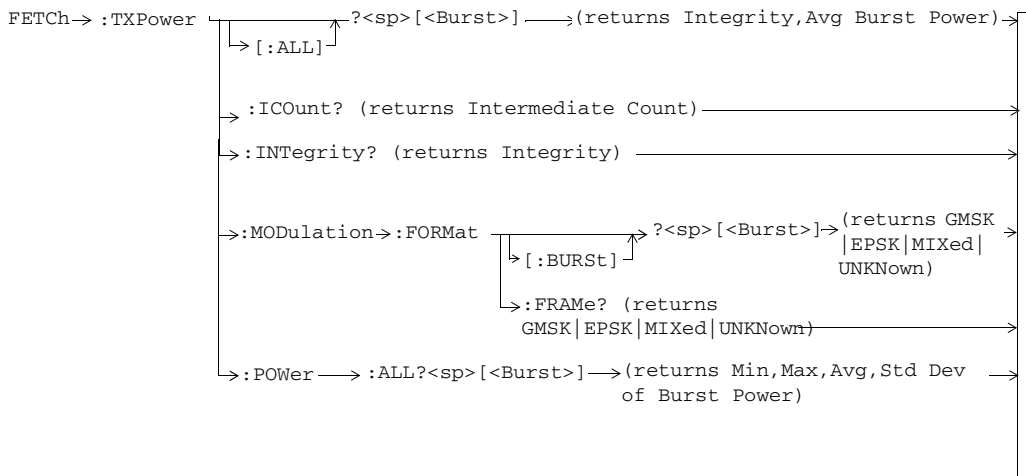 FETCh :TXPower ?<sp>[<Burst>] (returns Integrity,Avg Burst Power)
[:ALL]
:ICOunt? (returns Intermediate Count)
:INTegrity? (returns Integrity)
:MODulation :FORMat ?<sp>[<Burst>] (returns GMSK
|EPSK|MIXed|
UNKNown)
[:BURSt]
:FRAMe? (returns
GMSK|EPSK|MIXed|UNKNown)
:POWer :ALL?<sp>[<Burst>] (returns Min,Max,Avg,Std Dev
of Burst Power)